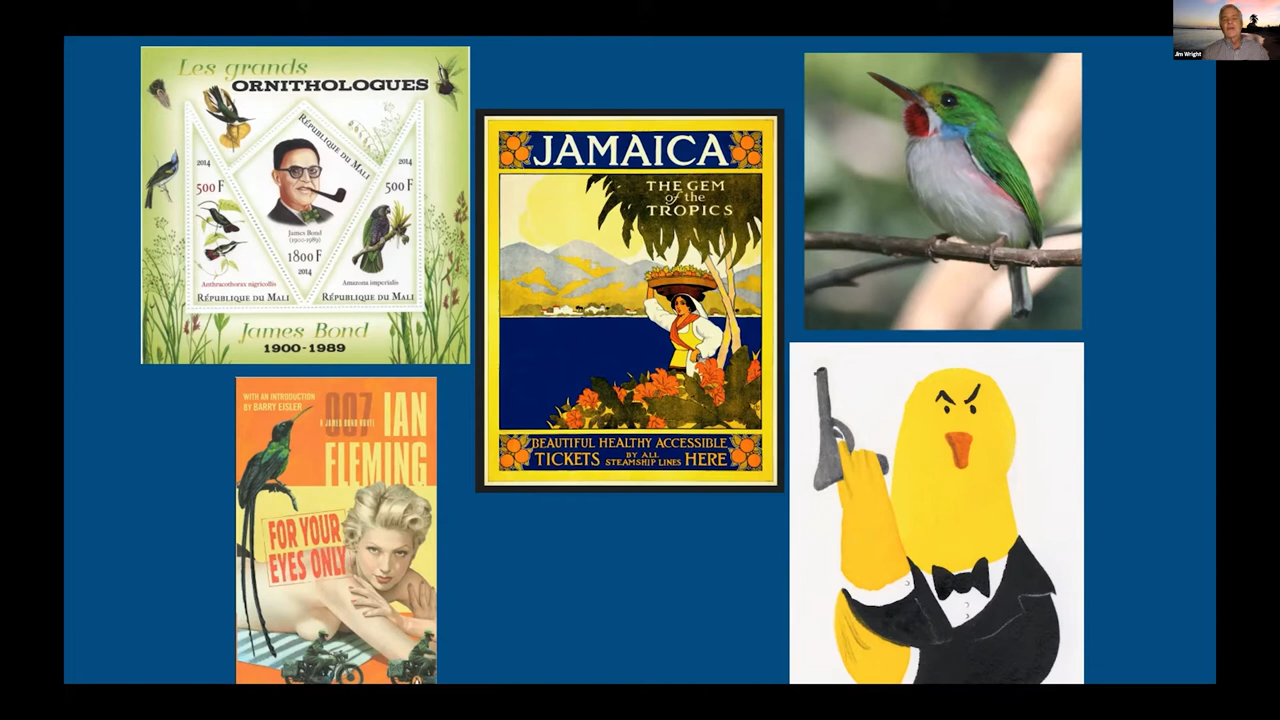 Les grands
ORNITHOLOGUES
RÉPUBLIQUE DU MALI
2014
500 F
2014
500 F
James Bond
(1900-1989)
1800 F
2014
Anthracothorax nigricollis
Amazona imperialis
RÉPUBLIQUE DU MALI
RÉPUBLIQUE DU MALI
James Bond
1900-1989
WITH AN INTRODUCTION
BY BARRY EISLER
007
A JAMES BOND NOVEL
IAN
FLEMING
FOR YOUR
EYES ONLY
JAMAICA
THE GEM
of the
TROPICS
BEAUTIFUL HEALTHY ACCESSIBLE
TICKETS BY ALL STEAMSHIP LINES HERE
Jim Wright